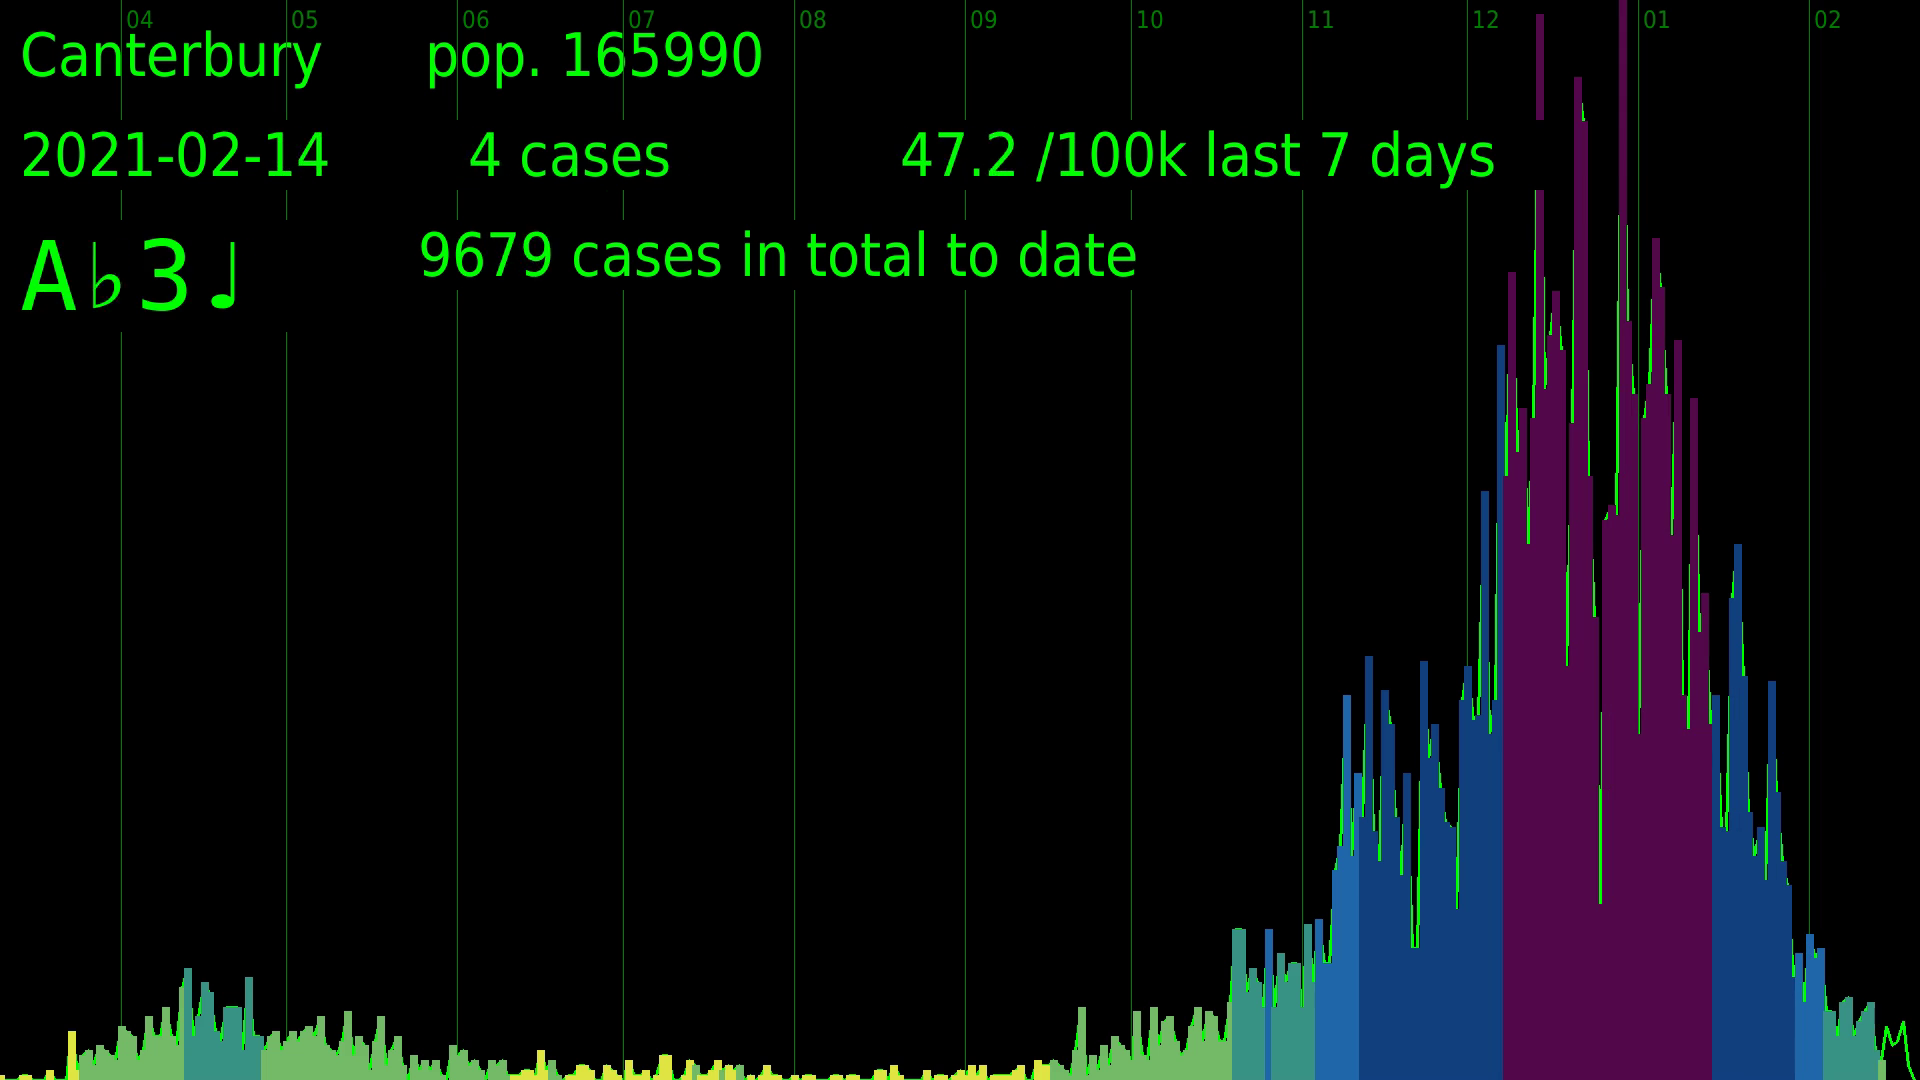 04 05 06 07 08 09 10 11 12 01 02
Canterbury pop. 165990
2021-02-14 4 cases 47.2 /100k last 7 days
A♭3♩ 9679 cases in total to date